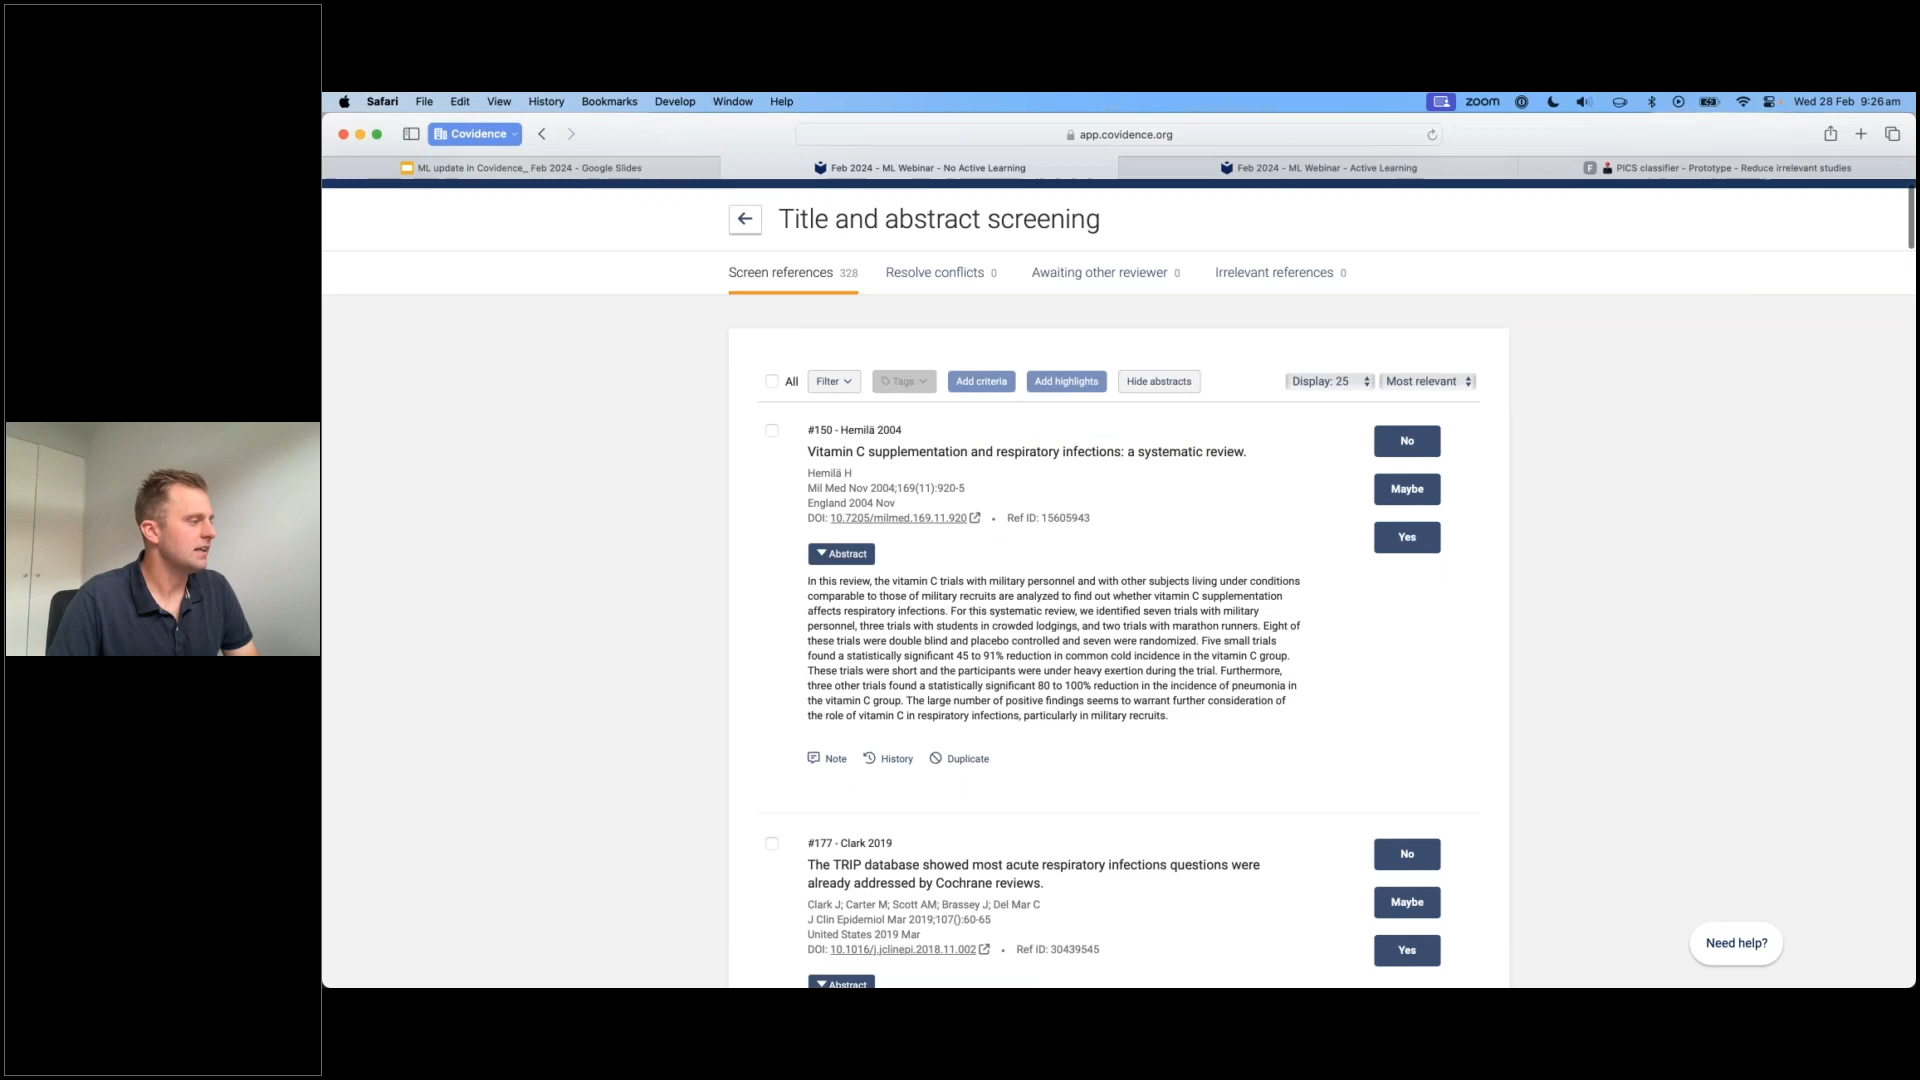 Safari File Edit View History Bookmarks Develop Window Help zoom Wed 28 Feb 9:26am
Covidence app.covidence.org
ML update in Covidence_ Feb 2024 - Google Slides Feb 2024 - ML Webinar - No Active Learning Feb 2024 - ML Webinar - Active Learning F PICS classifier - Prototype - Reduce irrelevant studies
Title and abstract screening
Screen references 328 Resolve conflicts 0 Awaiting other reviewer 0 Irrelevant references 0
All Filter Tags Add criteria Add highlights Hide abstracts Display: 25 Most relevant
#150 - Hemilä 2004
Vitamin C supplementation and respiratory infections: a systematic review.
Hemilä H
Mil Med Nov 2004;169(11):920-5
England 2004 Nov
DOI: 10.7205/milmed.169.11.920 • Ref ID: 15605943
No
Maybe
Yes
Abstract
In this review, the vitamin C trials with military personnel and with other subjects living under conditions
comparable to those of military recruits are analyzed to find out whether vitamin C supplementation
affects respiratory infections. For this systematic review, we identified seven trials with military
personnel, three trials with students in crowded lodgings, and two trials with marathon runners. Eight of
these trials were double blind and placebo controlled and seven were randomized. Five small trials
found a statistically significant 45 to 91% reduction in common cold incidence in the vitamin C group.
These trials were short and the participants were under heavy exertion during the trial. Furthermore,
three other trials found a statistically significant 80 to 100% reduction in the incidence of pneumonia in
the vitamin C group. The large number of positive findings seems to warrant further consideration of
the role of vitamin C in respiratory infections, particularly in military recruits.
Note History Duplicate
#177 - Clark 2019
The TRIP database showed most acute respiratory infections questions were
already addressed by Cochrane reviews.
Clark J; Carter M; Scott AM; Brassey J; Del Mar C
J Clin Epidemiol Mar 2019;107():60-65
United States 2019 Mar
DOI: 10.1016/j.jclinepi.2018.11.002 • Ref ID: 30439545
No
Maybe
Yes
Abstract
Need help?